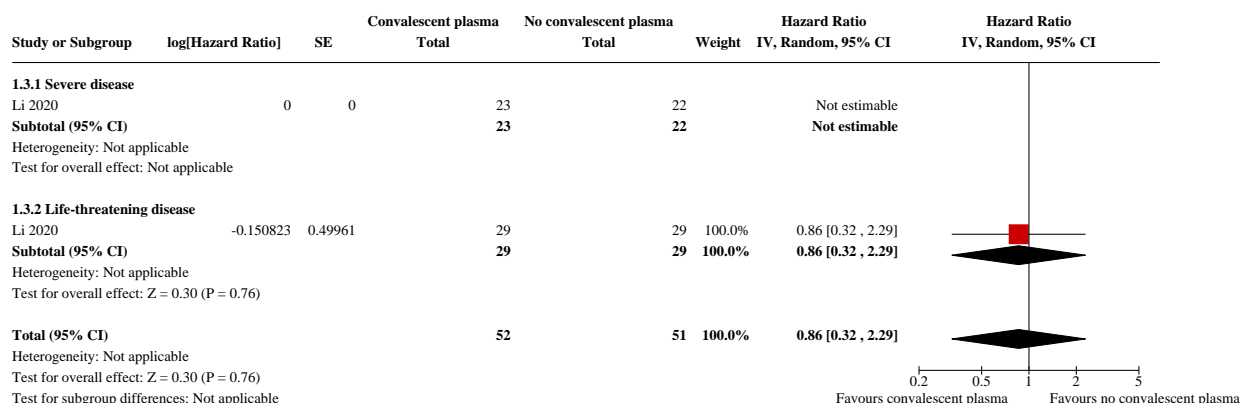 Convalescent plasma No convalescent plasma Hazard Ratio Hazard Ratio
Study or Subgroup log[Hazard Ratio] SE Total Total Weight IV, Random, 95% CI IV, Random, 95% CI
1.3.1 Severe disease
Li 2020 0 0 23 22 Not estimable
Subtotal (95% CI) 23 22 Not estimable
Heterogeneity: Not applicable
Test for overall effect: Not applicable
1.3.2 Life-threatening disease
Li 2020 -0.150823 0.49961 29 29 100.0% 0.86 [0.32 , 2.29]
Subtotal (95% CI) 29 29 100.0% 0.86 [0.32 , 2.29]
Heterogeneity: Not applicable
Test for overall effect: Z = 0.30 (P = 0.76)
Total (95% CI) 52 51 100.0% 0.86 [0.32 , 2.29]
Heterogeneity: Not applicable
Test for overall effect: Z = 0.30 (P = 0.76)
0.2 0.5 1 2 5
Test for subgroup differences: Not applicable Favours convalescent plasma Favours no convalescent plasma